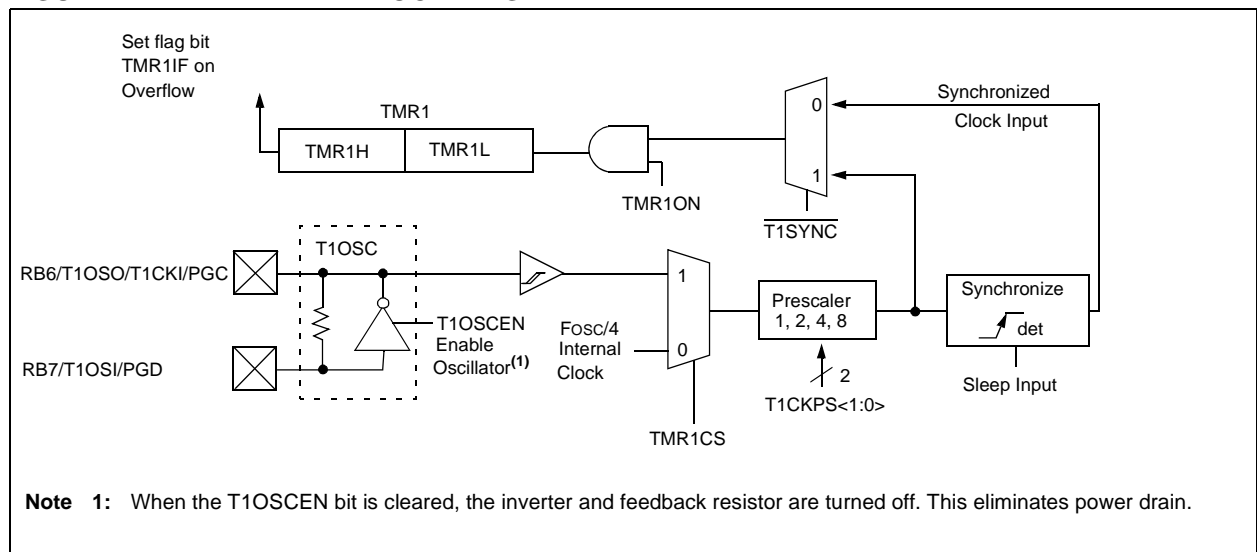 Set flag bit
TMR1IF on
Overflow
TMR1
TMR1H
TMR1L
TMR1ON
0
1
T1SYNC
Synchronized
Clock Input
RB6/T1OSO/T1CKI/PGC
T1OSC
RB7/T1OSI/PGD
T1OSCEN
Enable
Oscillator(1)
FOSC/4
Internal
Clock
1
0
TMR1CS
Prescaler
1, 2, 4, 8
2
T1CKPS<1:0>
Synchronize
det
Sleep Input
Note 1: When the T1OSCEN bit is cleared, the inverter and feedback resistor are turned off. This eliminates power drain.